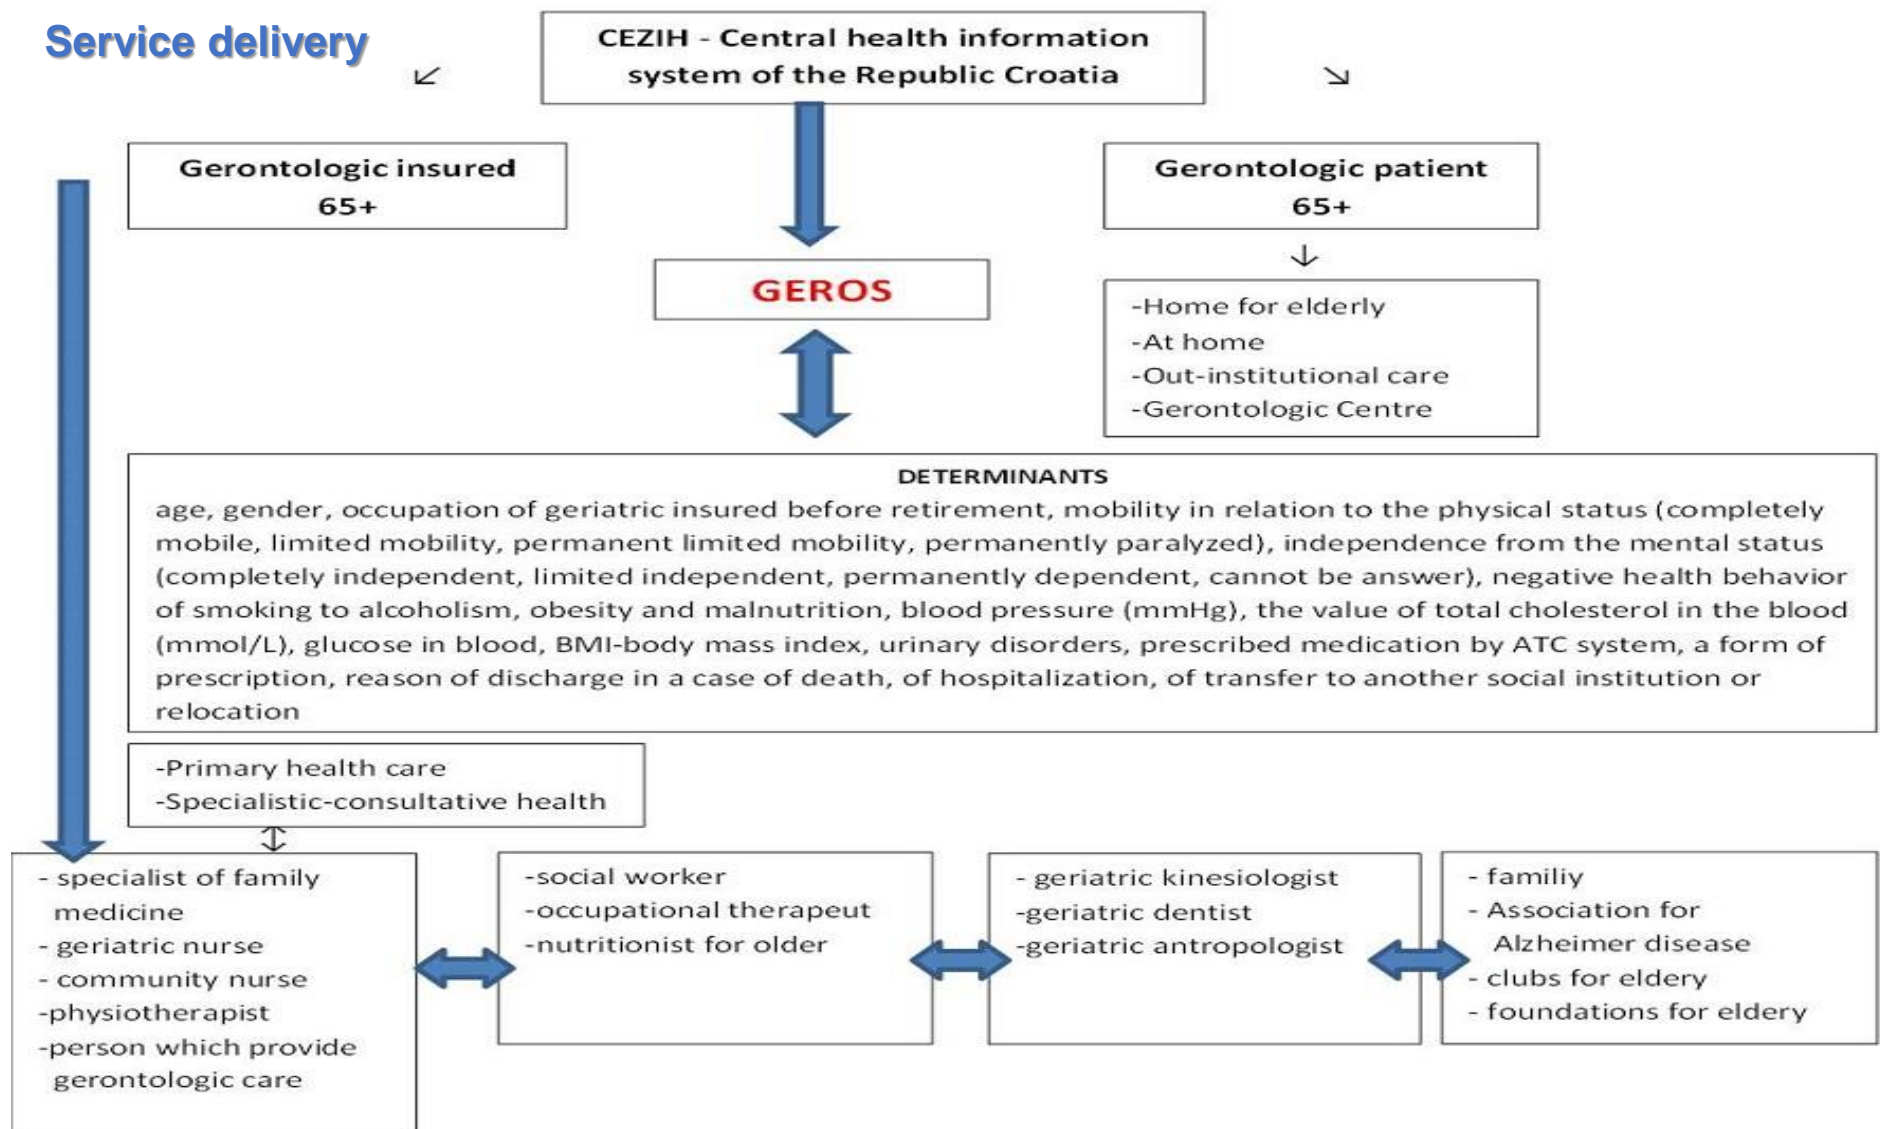 Service delivery
CEZIH - Central health information
system of the Republic Croatia
Gerontologic insured
65+
Gerontologic patient
65+
GEROS
-Home for elderly
-At home
-Out-institutional care
-Gerontologic Centre
DETERMINANTS
age, gender, occupation of geriatric insured before retirement, mobility in relation to the physical status (completely
mobile, limited mobility, permanent limited mobility, permanently paralyzed), independence from the mental status
(completely independent, limited independent, permanently dependent, cannot be answer), negative health behavior
of smoking to alcoholism, obesity and malnutrition, blood pressure (mmHg), the value of total cholesterol in the blood
(mmol/L), glucose in blood, BMI-body mass index, urinary disorders, prescribed medication by ATC system, a form of
prescription, reason of discharge in a case of death, of hospitalization, of transfer to another social institution or
relocation
-Primary health care
-Specialistic-consultative health
- specialist of family
medicine
- geriatric nurse
- community nurse
-physiotherapist
-person which provide
gerontologic care
-social worker
-occupational therapeut
-nutritionist for older
- geriatric kinesiologist
-geriatric dentist
-geriatric antropologist
- familiy
- Association for
Alzheimer disease
- clubs for eldery
- foundations for eldery